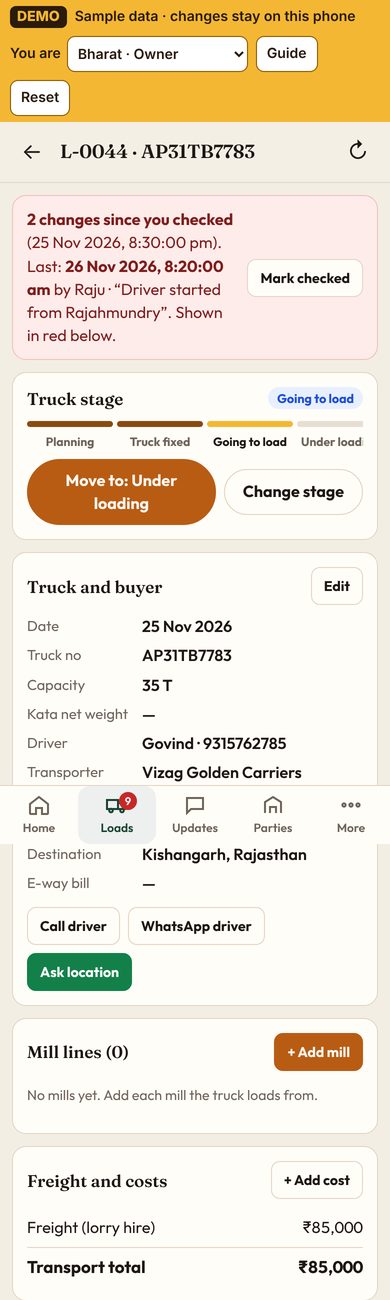 DEMO Sample data · changes stay on this phone
You are Bharat · Owner Guide
Reset
L-0044 · AP31TB7783
2 changes since you checked
(25 Nov 2026, 8:30:00 pm).
Last: 26 Nov 2026, 8:20:00
am by Raju · “Driver started
from Rajahmundry”. Shown
in red below.
Mark checked
Truck stage Going to load
Planning Truck fixed Going to load Under loadi
Move to: Under
loading
Change stage
Truck and buyer Edit
Date 25 Nov 2026
Truck no AP31TB7783
Capacity 35 T
Kata net weight —
Driver Govind · 9315762785
Transporter Vizag Golden Carriers
9
Home Loads Updates Parties More
Destination Kishangarh, Rajasthan
E-way bill —
Call driver WhatsApp driver
Ask location
Mill lines (0) + Add mill
No mills yet. Add each mill the truck loads from.
Freight and costs + Add cost
Freight (lorry hire) ₹85,000
Transport total ₹85,000